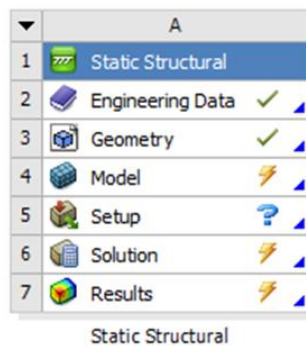 A
1 Static Structural
2 Engineering Data
3 Geometry
4 Model
5 Setup ?
6 Solution
7 Results
Static Structural